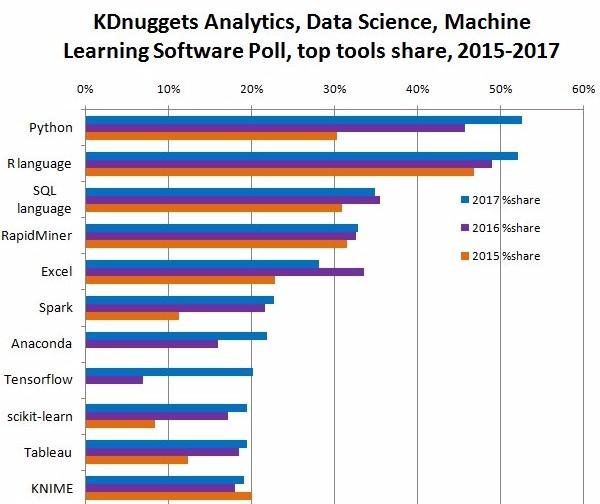 KDnuggets Analytics, Data Science, Machine
Learning Software Poll, top tools share, 2015-2017
0% 10% 20% 30% 40% 50% 60%
Python
R language
SQL
language
RapidMiner
Excel
Spark
Anaconda
Tensorflow
scikit-learn
Tableau
KNIME
2017 %share
2016 %share
2015 %share